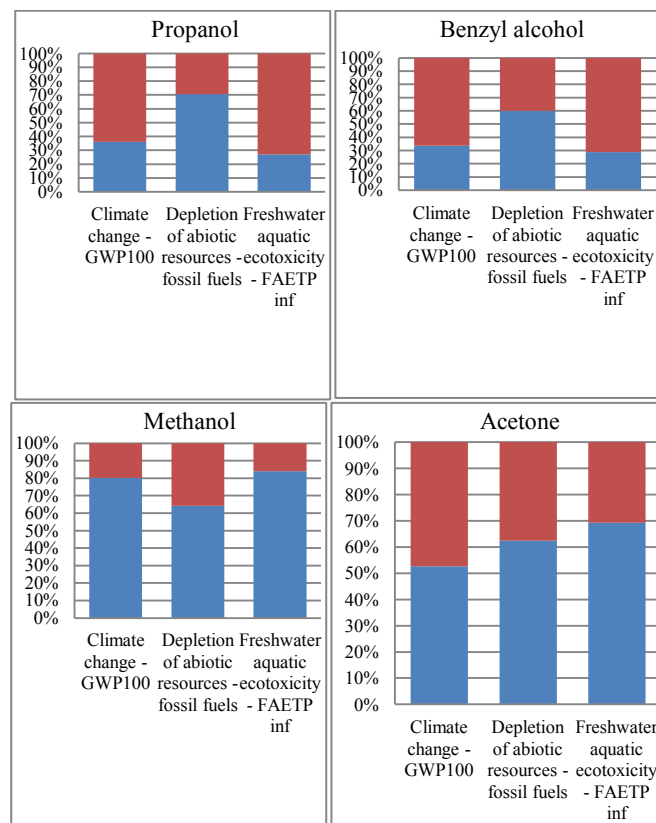 Propanol
100%
90%
80%
70%
60%
50%
40%
30%
20%
10%
0%
Climate
change -
GWP100
Depletion
of abiotic
resources -
fossil fuels
Freshwater
aquatic
ecotoxicity
- FAETP
inf
Benzyl alcohol
100%
90%
80%
70%
60%
50%
40%
30%
20%
10%
0%
Climate
change -
GWP100
Depletion
of abiotic
resources -
fossil fuels
Freshwater
aquatic
ecotoxicity
- FAETP
inf
Methanol
100%
90%
80%
70%
60%
50%
40%
30%
20%
10%
0%
Climate
change -
GWP100
Depletion
of abiotic
resources -
fossil fuels
Freshwater
aquatic
ecotoxicity
- FAETP
inf
Acetone
100%
90%
80%
70%
60%
50%
40%
30%
20%
10%
0%
Climate
change -
GWP100
Depletion
of abiotic
resources -
fossil fuels
Freshwater
aquatic
ecotoxicity
- FAETP
inf